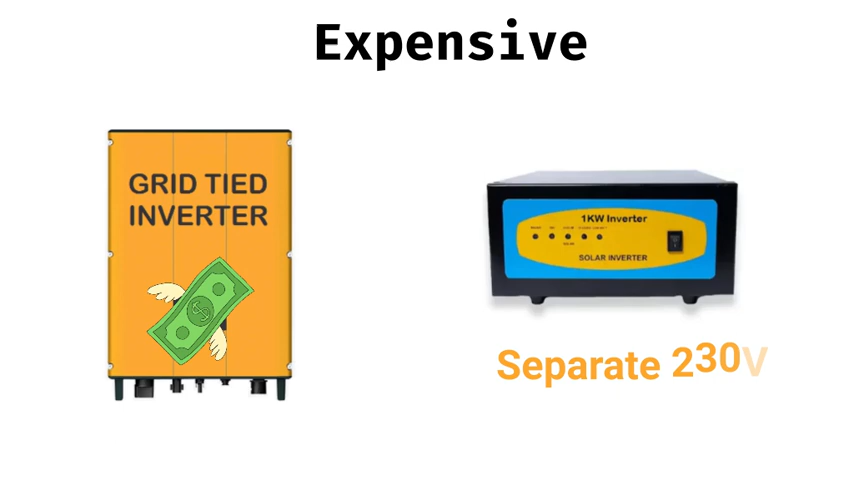 Expensive
GRID TIED
INVERTER
1KW Inverter
SOLAR INVERTER
Separate 230V